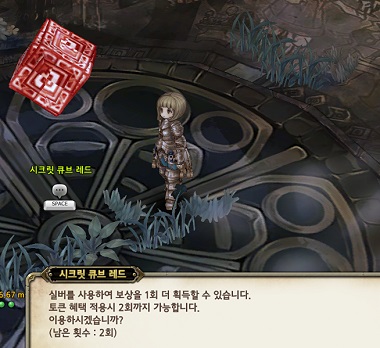 시크릿 큐브 레드
SPACE
67 m
시크릿 큐브 레드
실버를 사용하여 보상을 1회 더 획득할 수 있습니다.
토큰 혜택 적용시 2회까지 가능합니다.
이용하시겠습니까?
(남은 횟수 : 2회)